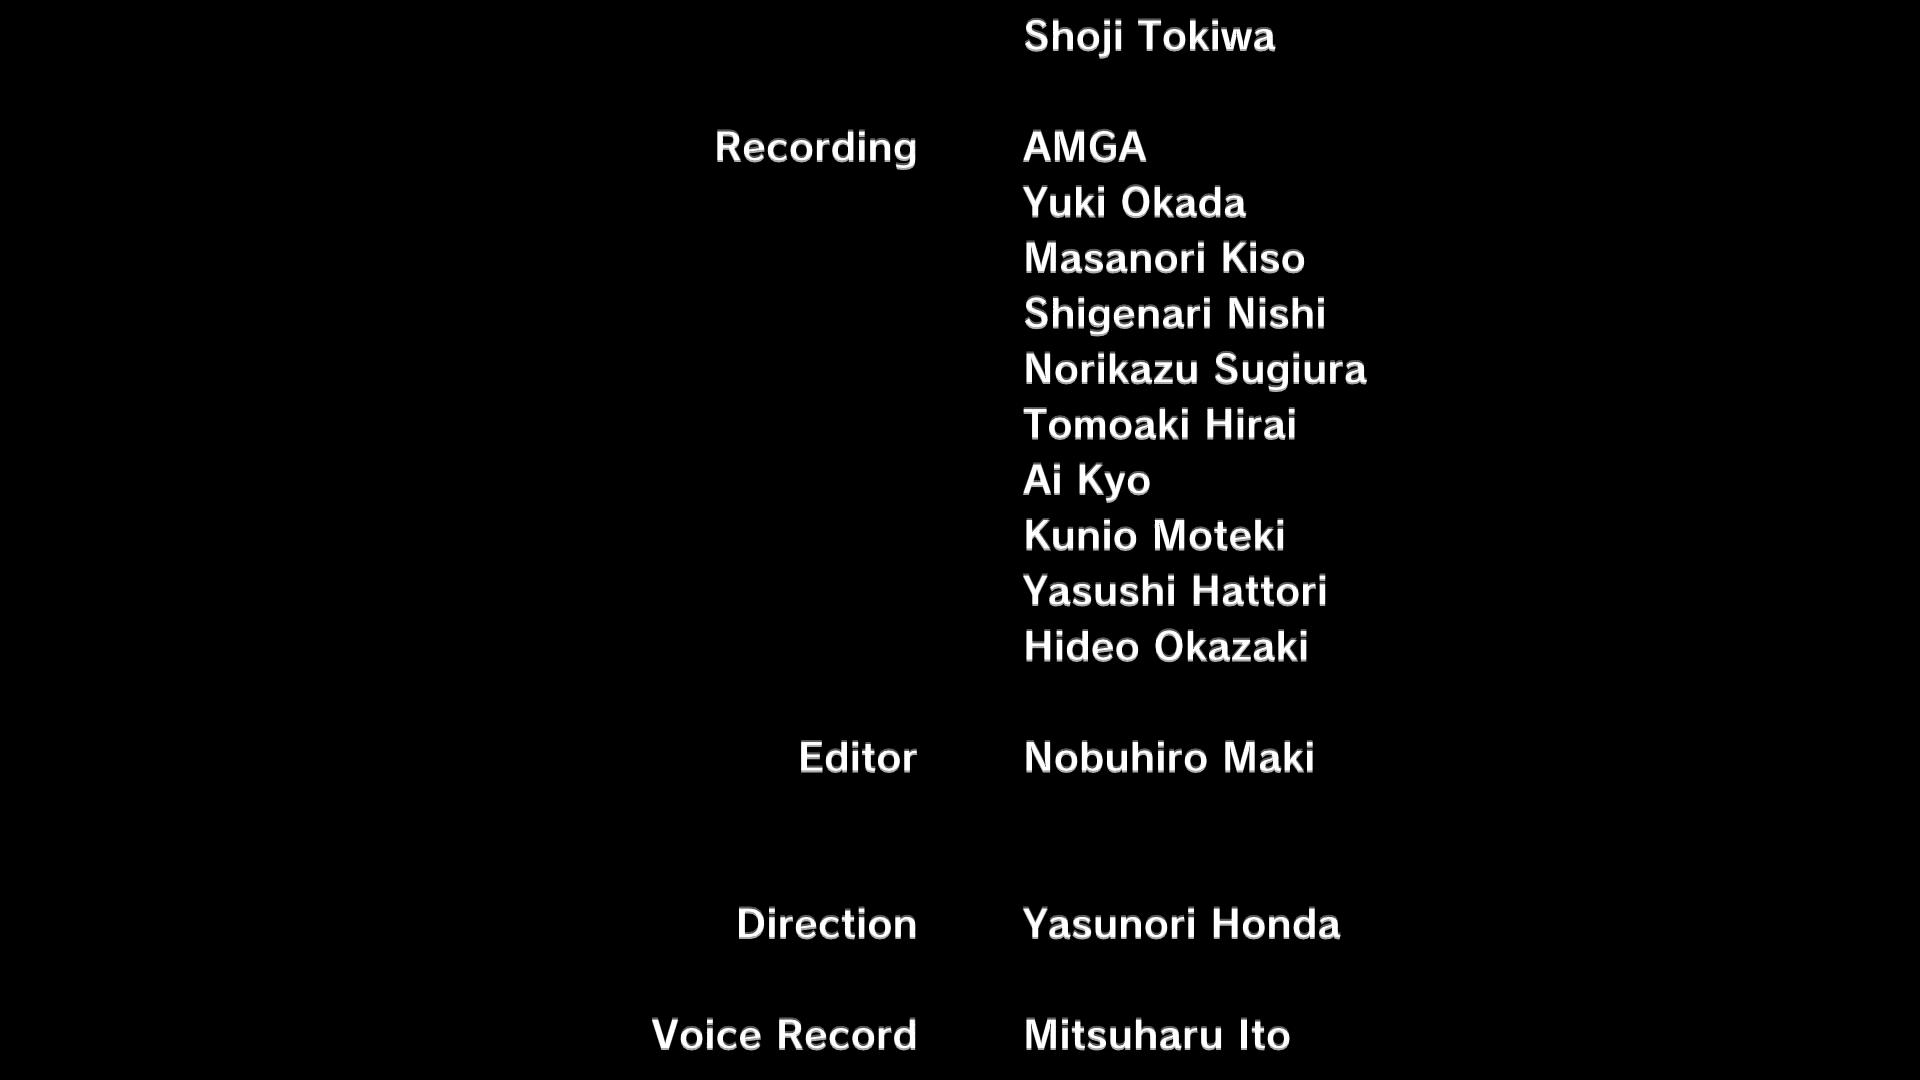 Shoji Tokiwa
Recording AMGA
Yuki Okada
Masanori Kiso
Shigenari Nishi
Norikazu Sugiura
Tomoaki Hirai
Ai Kyo
Kunio Moteki
Yasushi Hattori
Hideo Okazaki
Editor Nobuhiro Maki
Direction Yasunori Honda
Voice Record Mitsuharu Ito